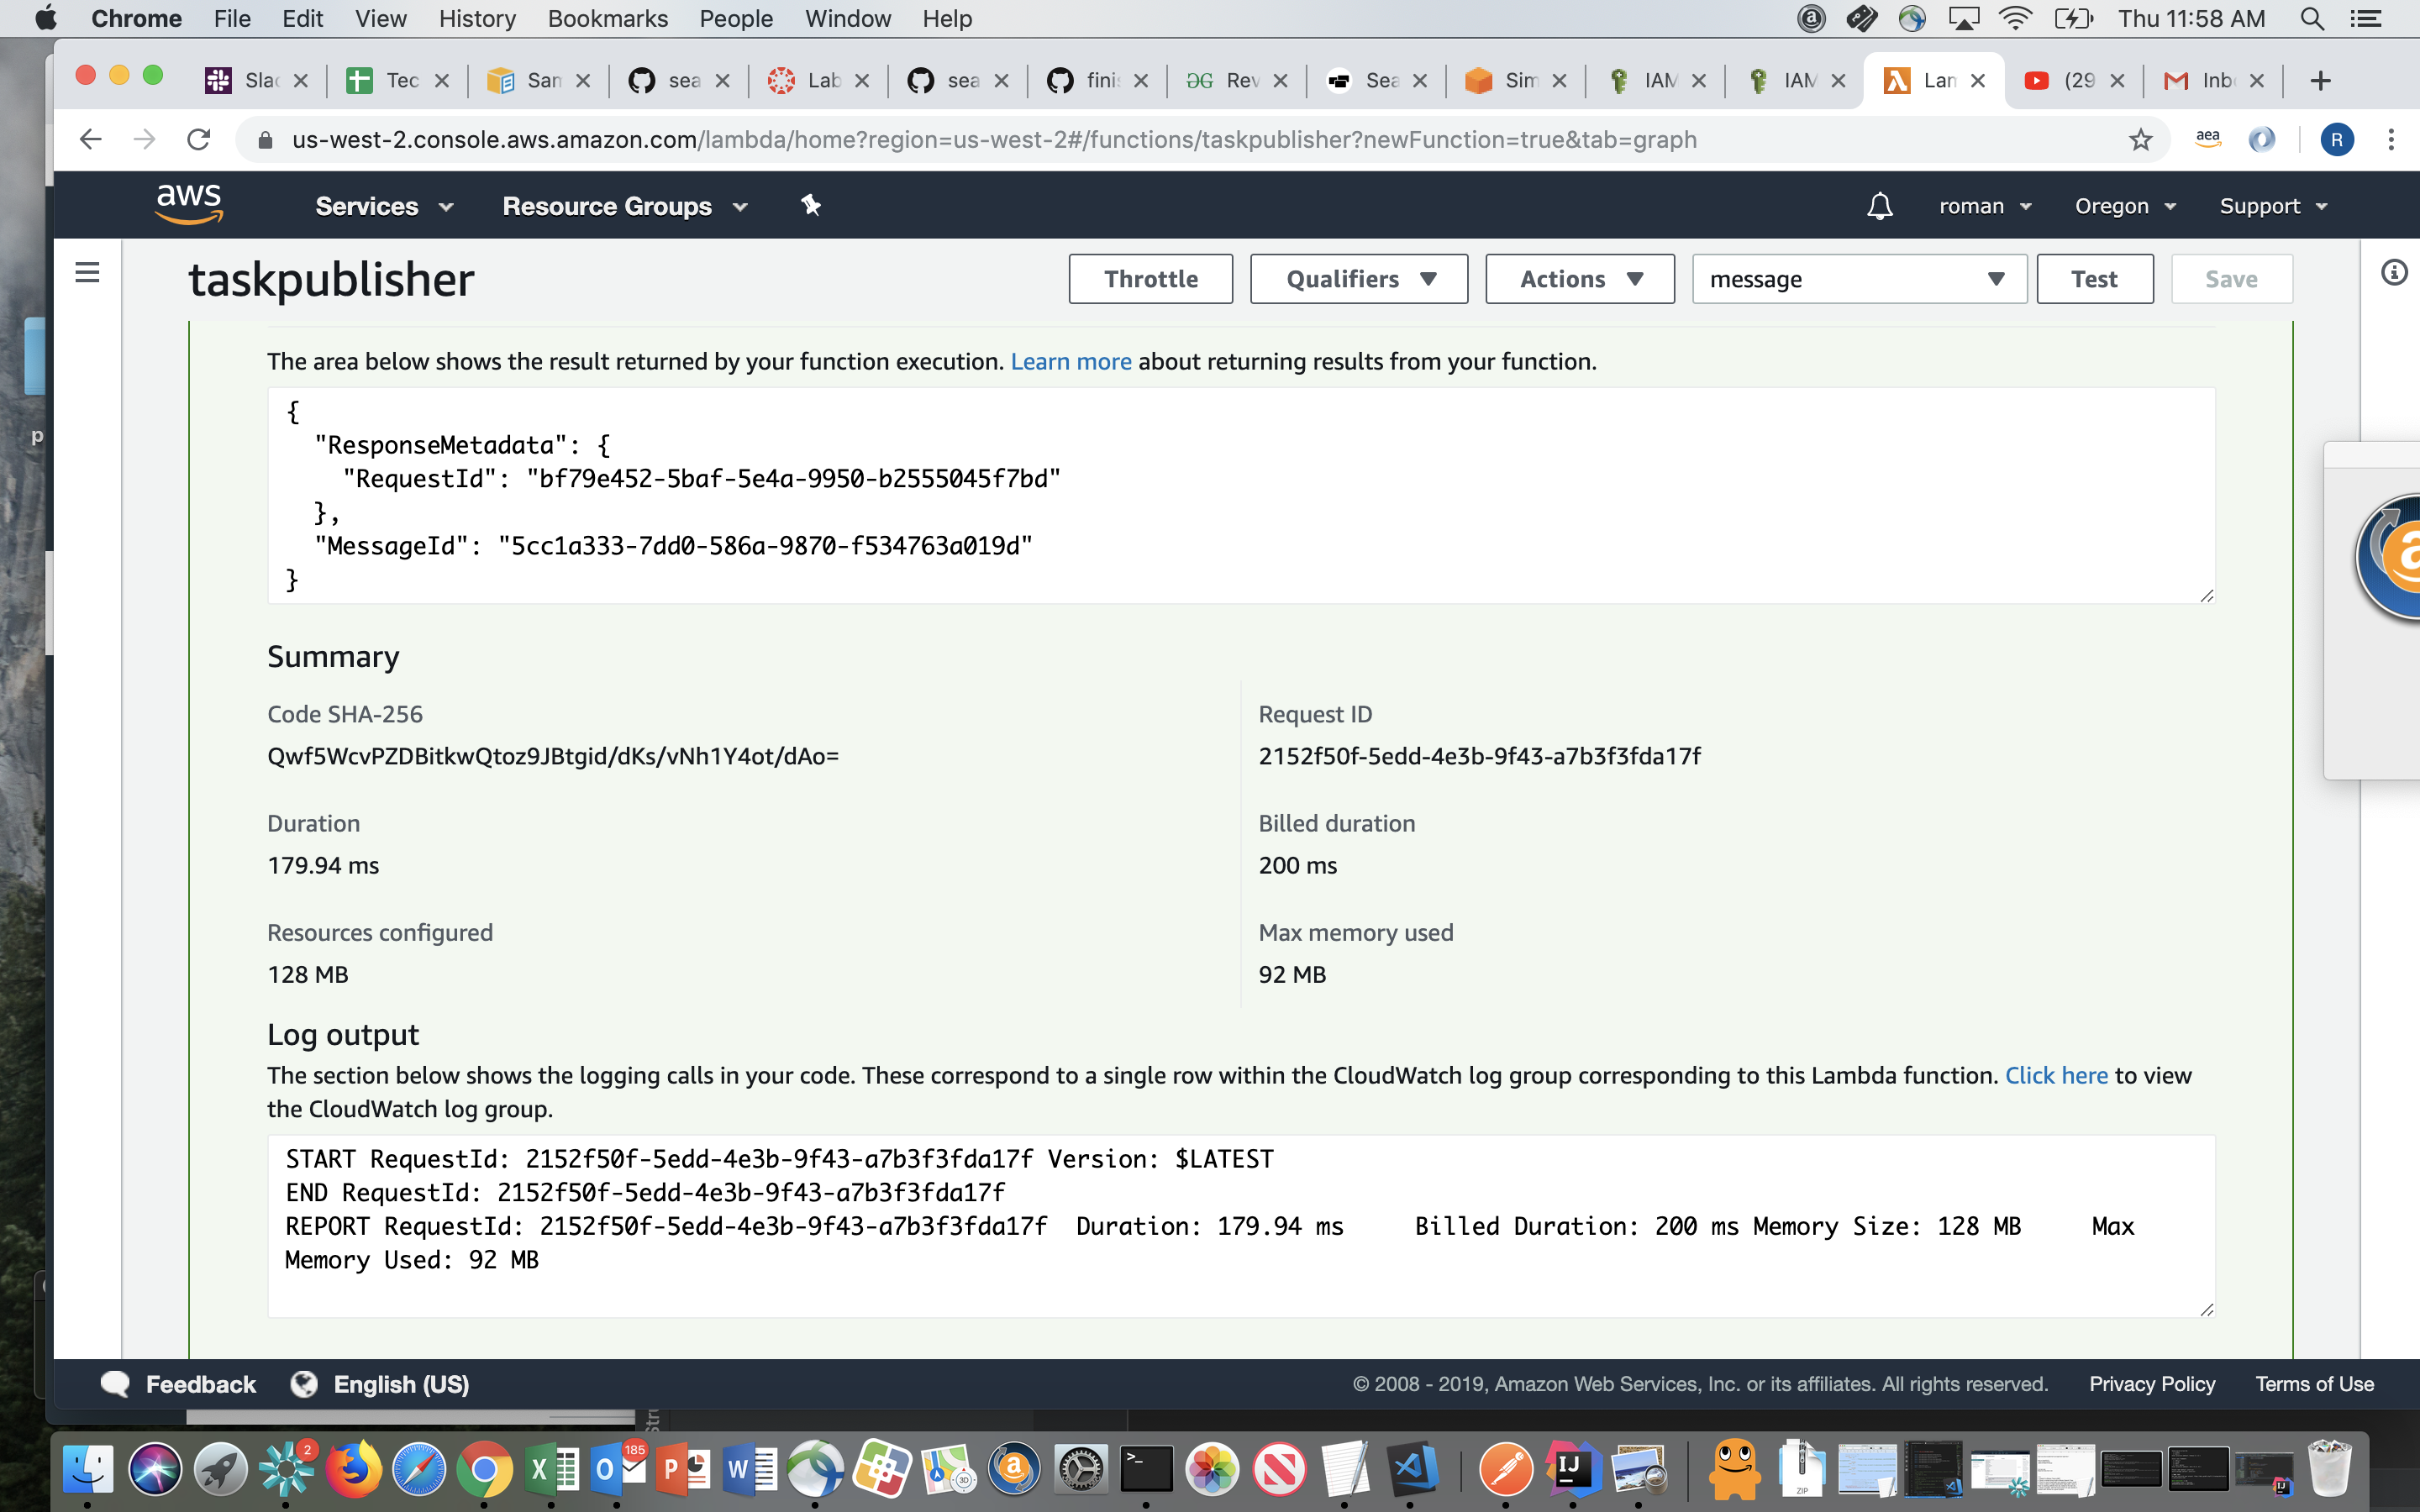 Chrome File Edit View History Bookmarks People Window Help Thu 11:58 AM
Slac Tec San sea Lab sea finis Rev Sea Sim IAM IAM Lam (29 Inbo
us-west-2.console.aws.amazon.com/lambda/home?region=us-west-2#/functions/taskpublisher?newFunction=true&tab=graph aea R
aws Services Resource Groups roman Oregon Support
taskpublisher Throttle Qualifiers Actions message Test Save
The area below shows the result returned by your function execution. Learn more about returning results from your function.
{
"ResponseMetadata": {
"RequestId": "bf79e452-5baf-5e4a-9950-b2555045f7bd"
},
"MessageId": "5cc1a333-7dd0-586a-9870-f534763a019d"
}
Summary
Code SHA-256 Request ID
Qwf5WcvPZDBitkwQtoz9JBtgid/dKs/vNh1Y4ot/dAo= 2152f50f-5edd-4e3b-9f43-a7b3f3fda17f
Duration Billed duration
179.94 ms 200 ms
Resources configured Max memory used
128 MB 92 MB
Log output
The section below shows the logging calls in your code. These correspond to a single row within the CloudWatch log group corresponding to this Lambda function. Click here to view
the CloudWatch log group.
START RequestId: 2152f50f-5edd-4e3b-9f43-a7b3f3fda17f Version: $LATEST
END RequestId: 2152f50f-5edd-4e3b-9f43-a7b3f3fda17f
REPORT RequestId: 2152f50f-5edd-4e3b-9f43-a7b3f3fda17f Duration: 179.94 ms Billed Duration: 200 ms Memory Size: 128 MB Max
Memory Used: 92 MB
Feedback English (US) © 2008 - 2019, Amazon Web Services, Inc. or its affiliates. All rights reserved. Privacy Policy Terms of Use
2 185